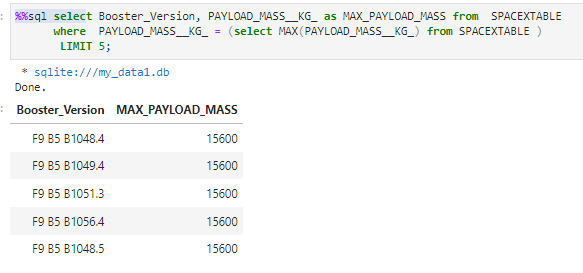 %%sql select Booster_Version, PAYLOAD_MASS__KG_ as MAX_PAYLOAD_MASS from SPACEXTABLE
where PAYLOAD_MASS__KG_ = (select MAX(PAYLOAD_MASS__KG_) from SPACEXTABLE )
LIMIT 5;
* sqlite:///my_data1.db
Done.
Booster_Version MAX_PAYLOAD_MASS
F9 B5 B1048.4 15600
F9 B5 B1049.4 15600
F9 B5 B1051.3 15600
F9 B5 B1056.4 15600
F9 B5 B1048.5 15600